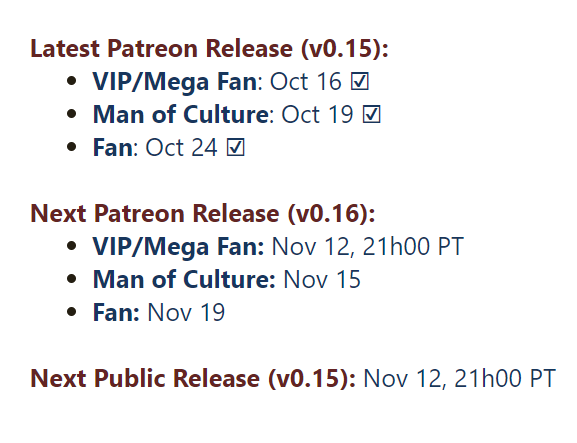 Latest Patreon Release (v0.15):
• VIP/Mega Fan: Oct 16 ☑
• Man of Culture: Oct 19 ☑
• Fan: Oct 24 ☑
Next Patreon Release (v0.16):
• VIP/Mega Fan: Nov 12, 21h00 PT
• Man of Culture: Nov 15
• Fan: Nov 19
Next Public Release (v0.15): Nov 12, 21h00 PT